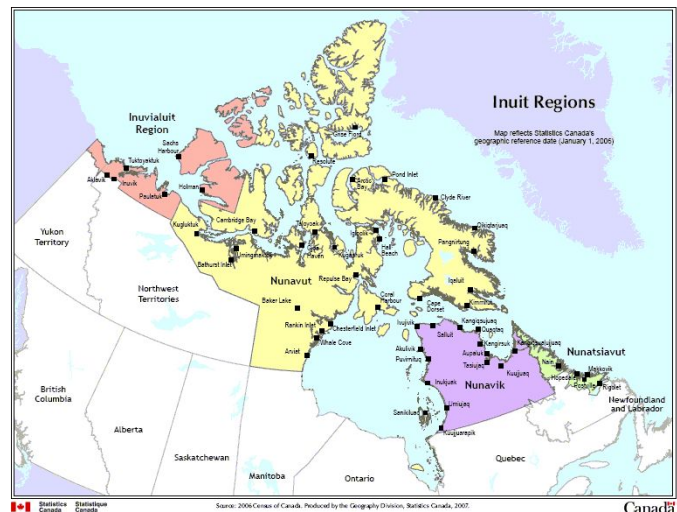 Inuit Regions
Map reflects Statistics Canada's
geographic reference date (January 1, 2006)
Inuvialuit
Region
Sachs
Harbour
Tuktoyaktuk
Aklavik
Inuvik
Paulatuk
Holman
Grise Fiord
Resolute
Arctic
Bay
Pond Inlet
Clyde River
Qikiqtarjuaq
Pangnirtung
Kugluktuk
Cambridge Bay
Taloyoak
Igloolik
Hall
Beach
Gjoa
Haven
Kugaaruk
Umingmaktok
Bathurst Inlet
Nunavut
Repulse Bay
Iqaluit
Kimmirut
Cape
Dorset
Coral
Harbour
Baker Lake
Rankin Inlet
Chesterfield Inlet
Whale Cove
Arviat
Yukon
Territory
Northwest
Territories
Ivujivik
Salluit
Kangiqsujuaq
Quaqtaq
Kangirsuk
Kangiqsualujjuaq
Akulivik
Puvirnituq
Aupaluk
Tasiujaq
Kuujjuaq
Inukjuak
Nunavik
Umiujaq
Sanikiluaq
Kuujjuarapik
Nunatsiavut
Nain
Makkovik
Hopedale
Postville
Rigolet
Newfoundland
and Labrador
British
Columbia
Alberta
Saskatchewan
Manitoba
Ontario
Quebec
Statistics Statistique
Canada Canada
Source: 2006 Census of Canada. Produced by the Geography Division, Statistics Canada, 2007.
Canada